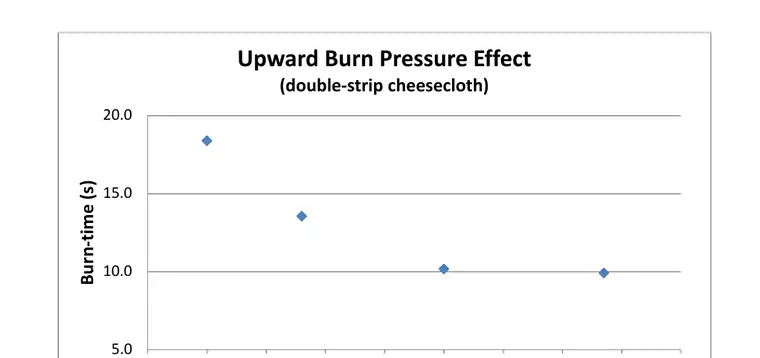 Upward Burn Pressure Effect
(double-strip cheesecloth)
20.0
15.0
10.0
5.0
Burn-time (s)